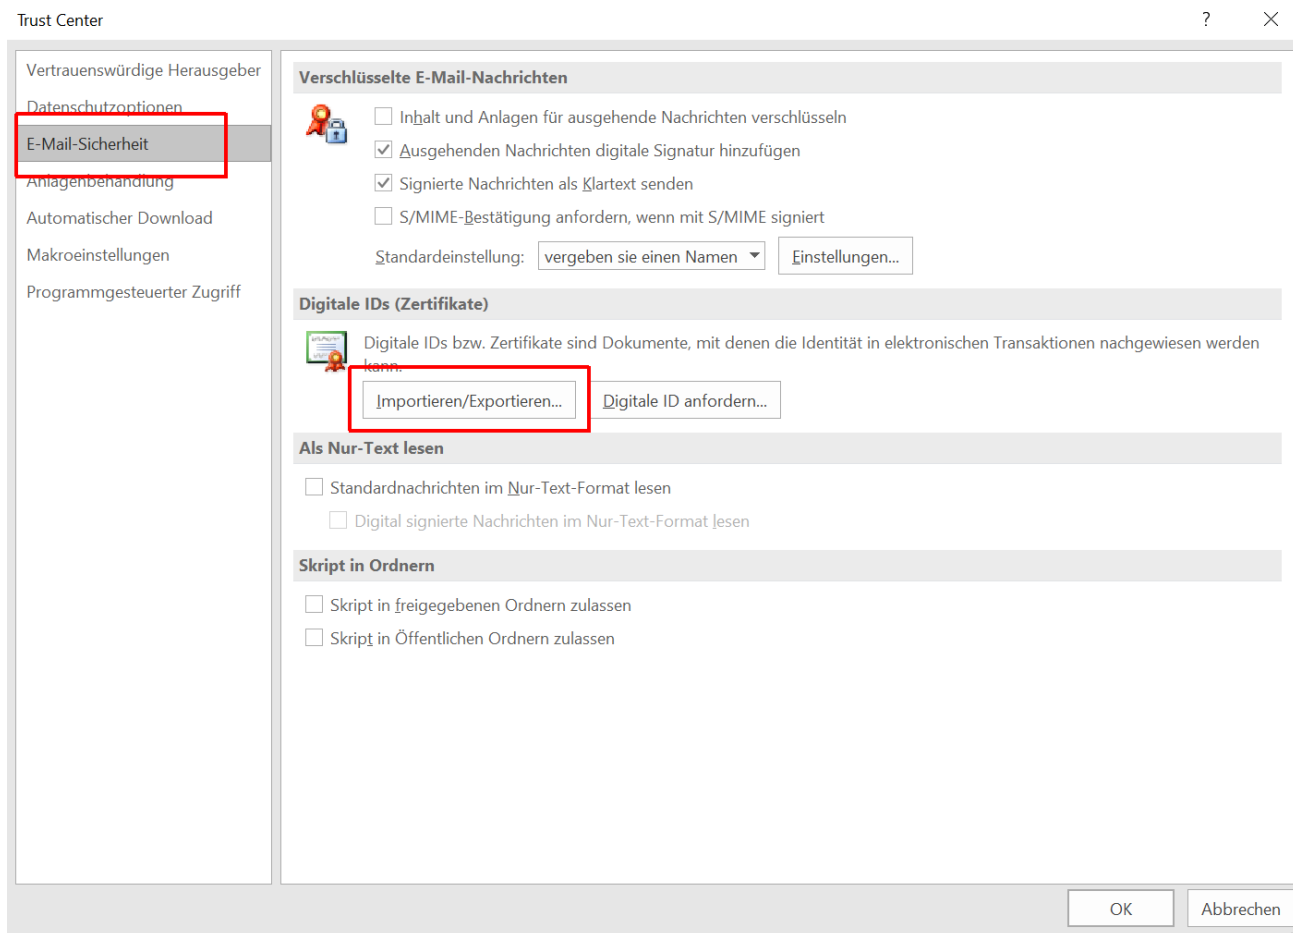 Trust Center
?
Vertrauenswürdige Herausgeber
Datenschutzoptionen
E-Mail-Sicherheit
Anlagenbehandlung
Automatischer Download
Makroeinstellungen
Programmgesteuerter Zugriff
Verschlüsselte E-Mail-Nachrichten
Inhalt und Anlagen für ausgehende Nachrichten verschlüsseln
Ausgehenden Nachrichten digitale Signatur hinzufügen
Signierte Nachrichten als Klartext senden
S/MIME-Bestätigung anfordern, wenn mit S/MIME signiert
Standardeinstellung: vergeben sie einen Namen Einstellungen...
Digitale IDs (Zertifikate)
Digitale IDs bzw. Zertifikate sind Dokumente, mit denen die Identität in elektronischen Transaktionen nachgewiesen werden
kann.
Importieren/Exportieren... Digitale ID anfordern...
Als Nur-Text lesen
Standardnachrichten im Nur-Text-Format lesen
Digital signierte Nachrichten im Nur-Text-Format lesen
Skript in Ordnern
Skript in freigegebenen Ordnern zulassen
Skript in Öffentlichen Ordnern zulassen
OK Abbrechen